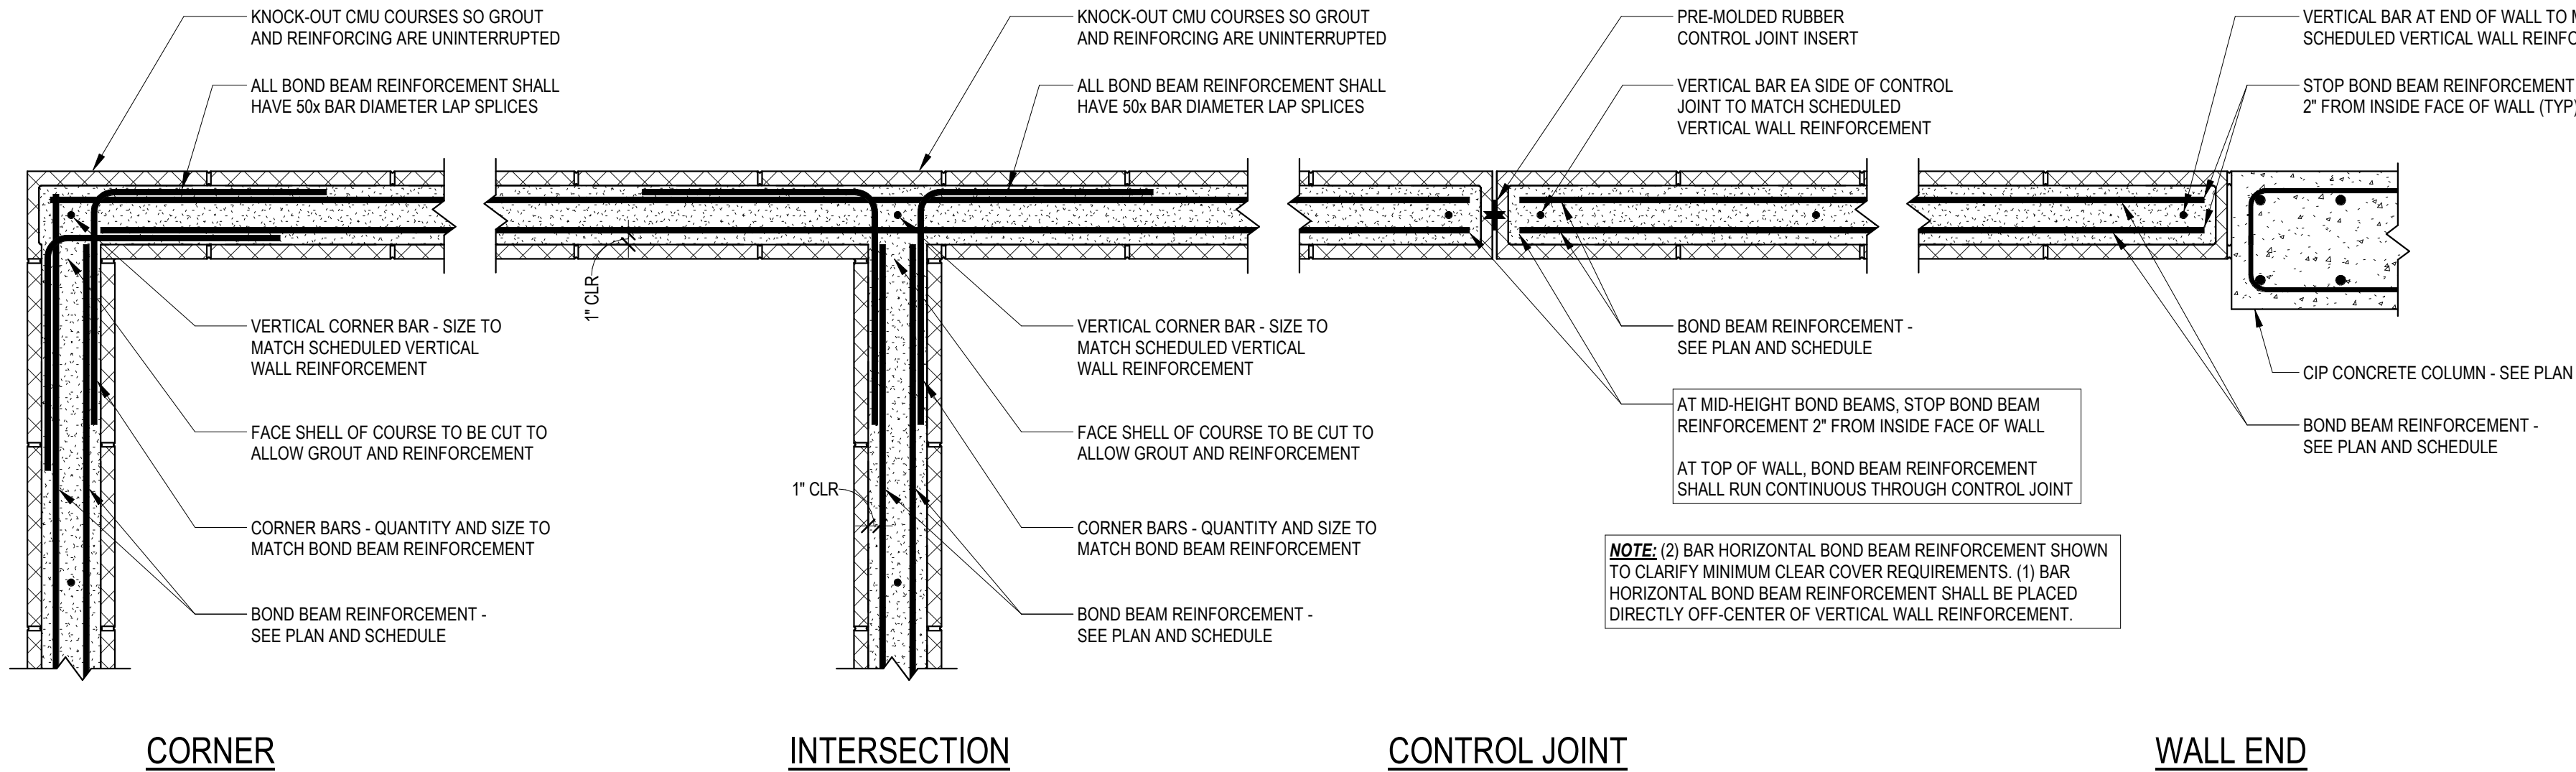 KNOCK-OUT CMU COURSES SO GROUT
AND REINFORCING ARE UNINTERRUPTED
ALL BOND BEAM REINFORCEMENT SHALL
HAVE 50x BAR DIAMETER LAP SPLICES
VERTICAL CORNER BAR - SIZE TO
MATCH SCHEDULED VERTICAL
WALL REINFORCEMENT
FACE SHELL OF COURSE TO BE CUT TO
ALLOW GROUT AND REINFORCEMENT
CORNER BARS - QUANTITY AND SIZE TO
MATCH BOND BEAM REINFORCEMENT
BOND BEAM REINFORCEMENT -
SEE PLAN AND SCHEDULE
CORNER
KNOCK-OUT CMU COURSES SO GROUT
AND REINFORCING ARE UNINTERRUPTED
ALL BOND BEAM REINFORCEMENT SHALL
HAVE 50x BAR DIAMETER LAP SPLICES
1" CLR
VERTICAL CORNER BAR - SIZE TO
MATCH SCHEDULED VERTICAL
WALL REINFORCEMENT
FACE SHELL OF COURSE TO BE CUT TO
ALLOW GROUT AND REINFORCEMENT
1" CLR
CORNER BARS - QUANTITY AND SIZE TO
MATCH BOND BEAM REINFORCEMENT
BOND BEAM REINFORCEMENT -
SEE PLAN AND SCHEDULE
INTERSECTION
PRE-MOLDED RUBBER
CONTROL JOINT INSERT
VERTICAL BAR EA SIDE OF CONTROL
JOINT TO MATCH SCHEDULED
VERTICAL WALL REINFORCEMENT
BOND BEAM REINFORCEMENT -
SEE PLAN AND SCHEDULE
AT MID-HEIGHT BOND BEAMS, STOP BOND BEAM
REINFORCEMENT 2" FROM INSIDE FACE OF WALL
AT TOP OF WALL, BOND BEAM REINFORCEMENT
SHALL RUN CONTINUOUS THROUGH CONTROL JOINT
NOTE: (2) BAR HORIZONTAL BOND BEAM REINFORCEMENT SHOWN
TO CLARIFY MINIMUM CLEAR COVER REQUIREMENTS. (1) BAR
HORIZONTAL BOND BEAM REINFORCEMENT SHALL BE PLACED
DIRECTLY OFF-CENTER OF VERTICAL WALL REINFORCEMENT.
CONTROL JOINT
VERTICAL BAR AT END OF WALL TO
SCHEDULED VERTICAL WALL
STOP BOND BEAM REINFORCEMENT
2" FROM INSIDE FACE OF WALL (TYP)
CIP CONCRETE COLUMN - SEE PLAN
BOND BEAM REINFORCEMENT -
SEE PLAN AND SCHEDULE
WALL END